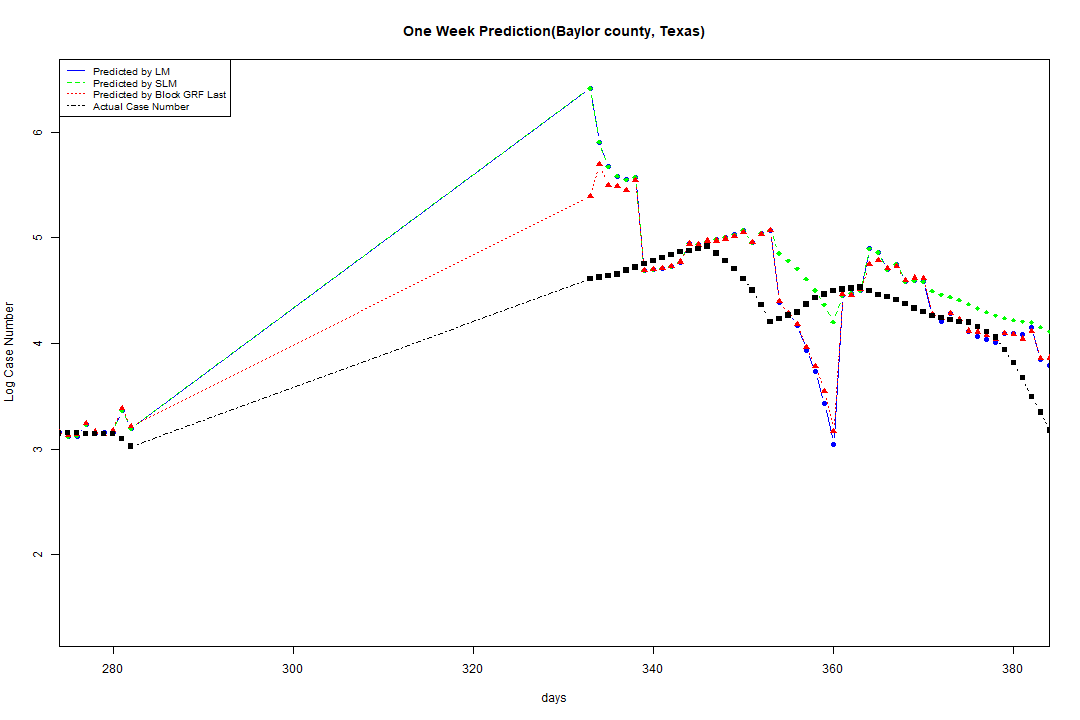 One Week Prediction(Baylor county, Texas)
Predicted by LM
Predicted by SLM
Predicted by Block GRF Last
Actual Case Number
6
5
4
3
2
Log Case Number
280
300
320
340
360
380
days